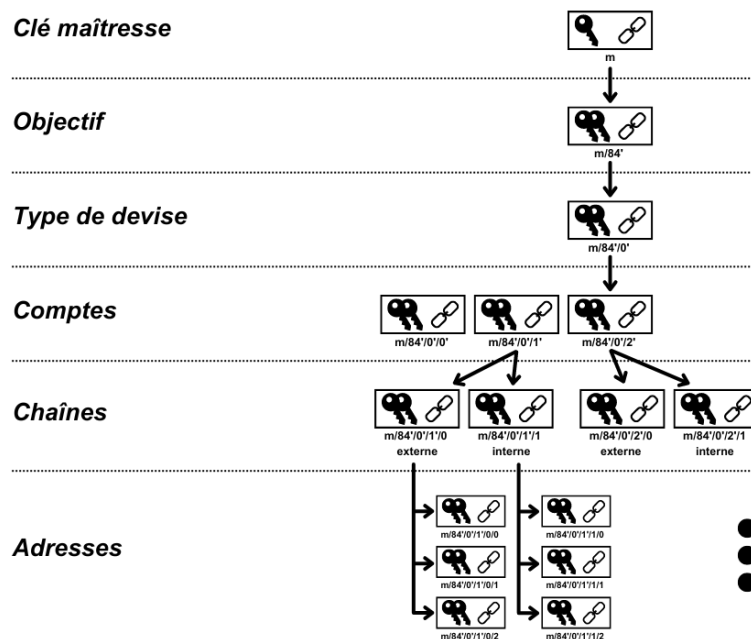 Clé maîtresse
m
Objectif
m/84'
Type de devise
m/84'/0'
Comptes
m/84'/0'/0' m/84'/0'/1' m/84'/0'/2'
Chaînes
m/84'/0'/1'/0 m/84'/0'/1'/1 m/84'/0'/2'/0 m/84'/0'/2'/1
externe interne externe interne
m/84'/0'/1'/0/0 m/84'/0'/1'/1/0
Adresses
m/84'/0'/1'/0/1 m/84'/0'/1'/1/1
m/84'/0'/1'/0/2 m/84'/0'/1'/1/2